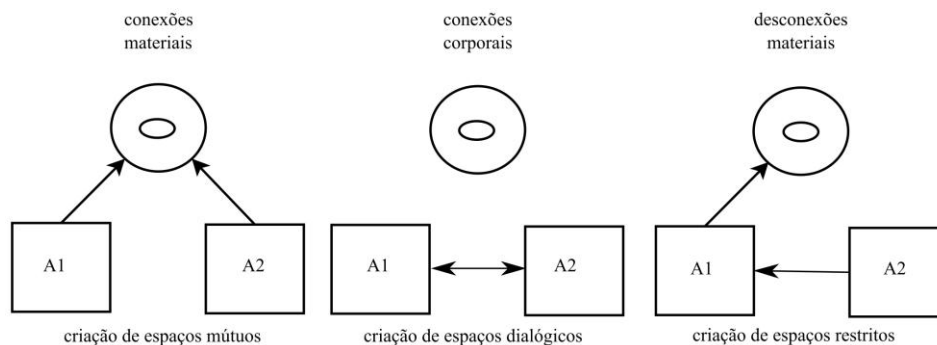 conexões
materiais
conexões
corporais
desconexões
materiais
A1
A2
A1
A2
A1
A2
criação de espaços mútuos
criação de espaços dialógicos
criação de espaços restritos